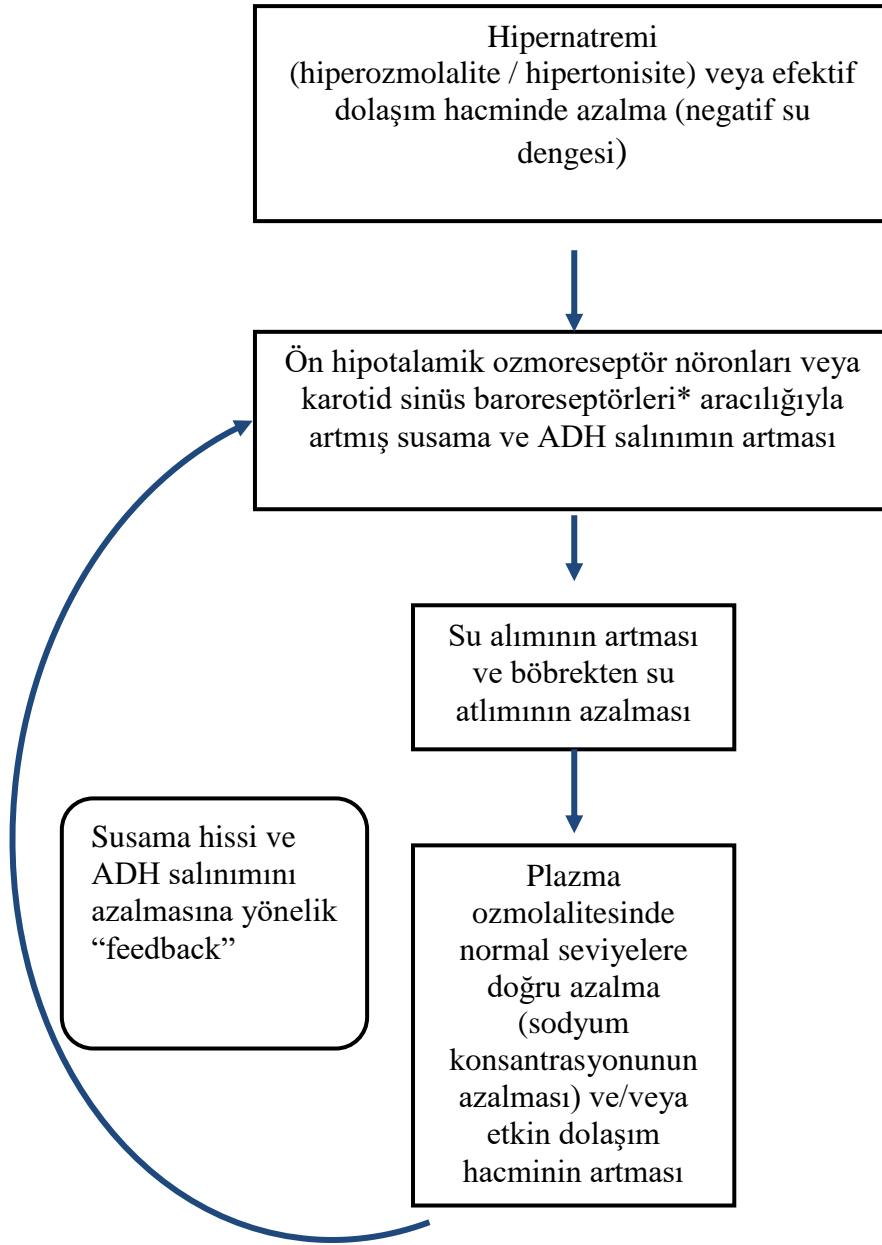 Hipernatremi
(hiperozmolalite / hipertonisite) veya efektif
dolaşım hacminde azalma (negatif su
dengesi)
Ön hipotalamik ozmoreseptör nöronları veya
karotid sinüs baroreseptörleri* aracılığıyla
artmış susama ve ADH salınımın artması
Su alımının artması
ve böbrekten su
atlımının azalması
Susama hissi ve
ADH salınımını
azalmasına yönelik
“feedback”
Plazma
ozmolalitesinde
normal seviyelere
doğru azalma
(sodyum
konsantrasyonunun
azalması) ve/veya
etkin dolaşım
hacminin artması